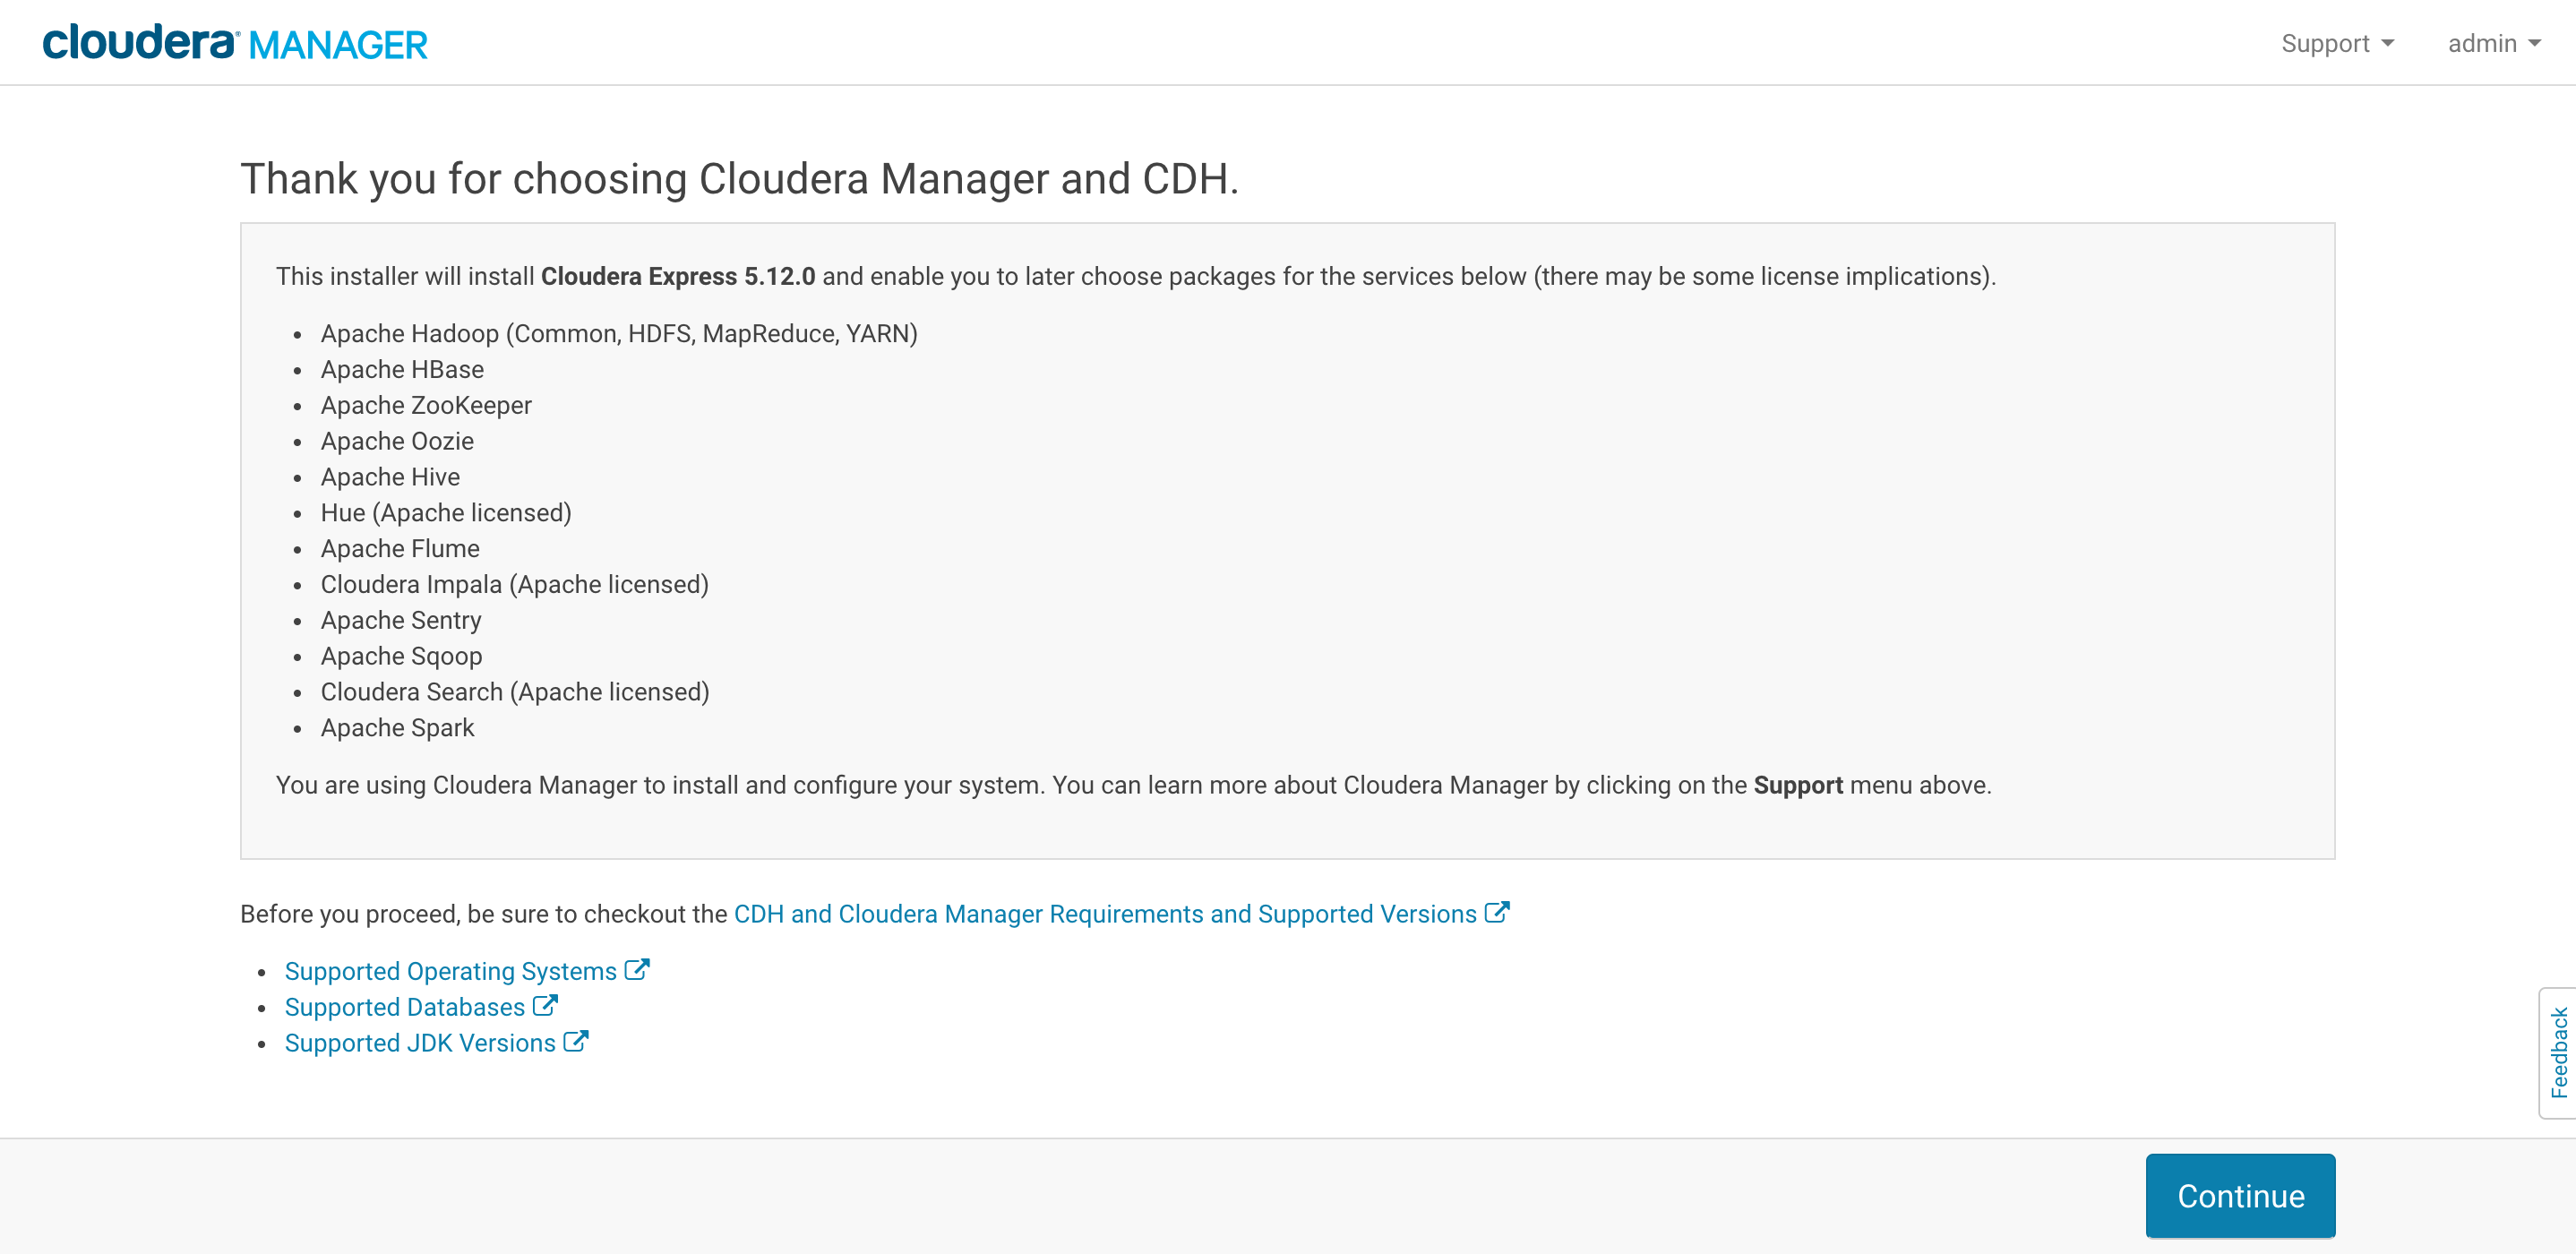 cloudera® MANAGER
Support
admin
Thank you for choosing Cloudera Manager and CDH.
This installer will install Cloudera Express 5.12.0 and enable you to later choose packages for the services below (there may be some license implications).
• Apache Hadoop (Common, HDFS, MapReduce, YARN)
• Apache HBase
• Apache ZooKeeper
• Apache Oozie
• Apache Hive
• Hue (Apache licensed)
• Apache Flume
• Cloudera Impala (Apache licensed)
• Apache Sentry
• Apache Sqoop
• Cloudera Search (Apache licensed)
• Apache Spark
You are using Cloudera Manager to install and configure your system. You can learn more about Cloudera Manager by clicking on the Support menu above.
Before you proceed, be sure to checkout the CDH and Cloudera Manager Requirements and Supported Versions
• Supported Operating Systems
• Supported Databases
• Supported JDK Versions
Feedback
Continue